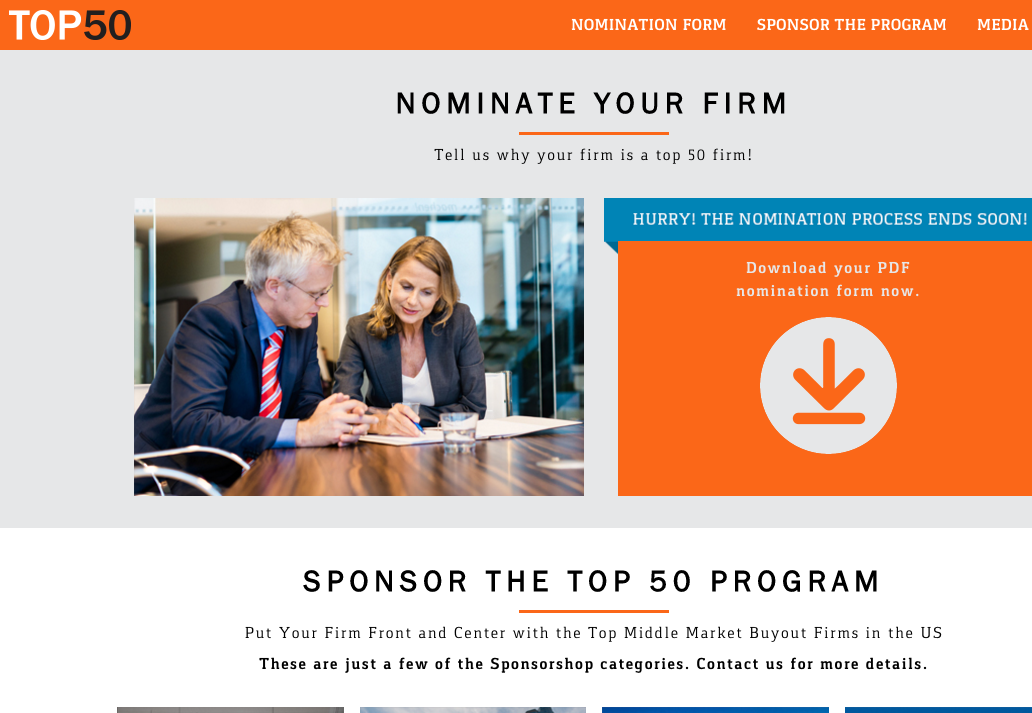 TOP50
NOMINATION FORM
SPONSOR THE PROGRAM
MEDIA
NOMINATE YOUR FIRM
Tell us why your firm is a top 50 firm!
HURRY! THE NOMINATION PROCESS ENDS SOON!
Download your PDF
nomination form now.
SPONSOR THE TOP 50 PROGRAM
Put Your Firm Front and Center with the Top Middle Market Buyout Firms in the US
These are just a few of the Sponsorshop categories. Contact us for more details.